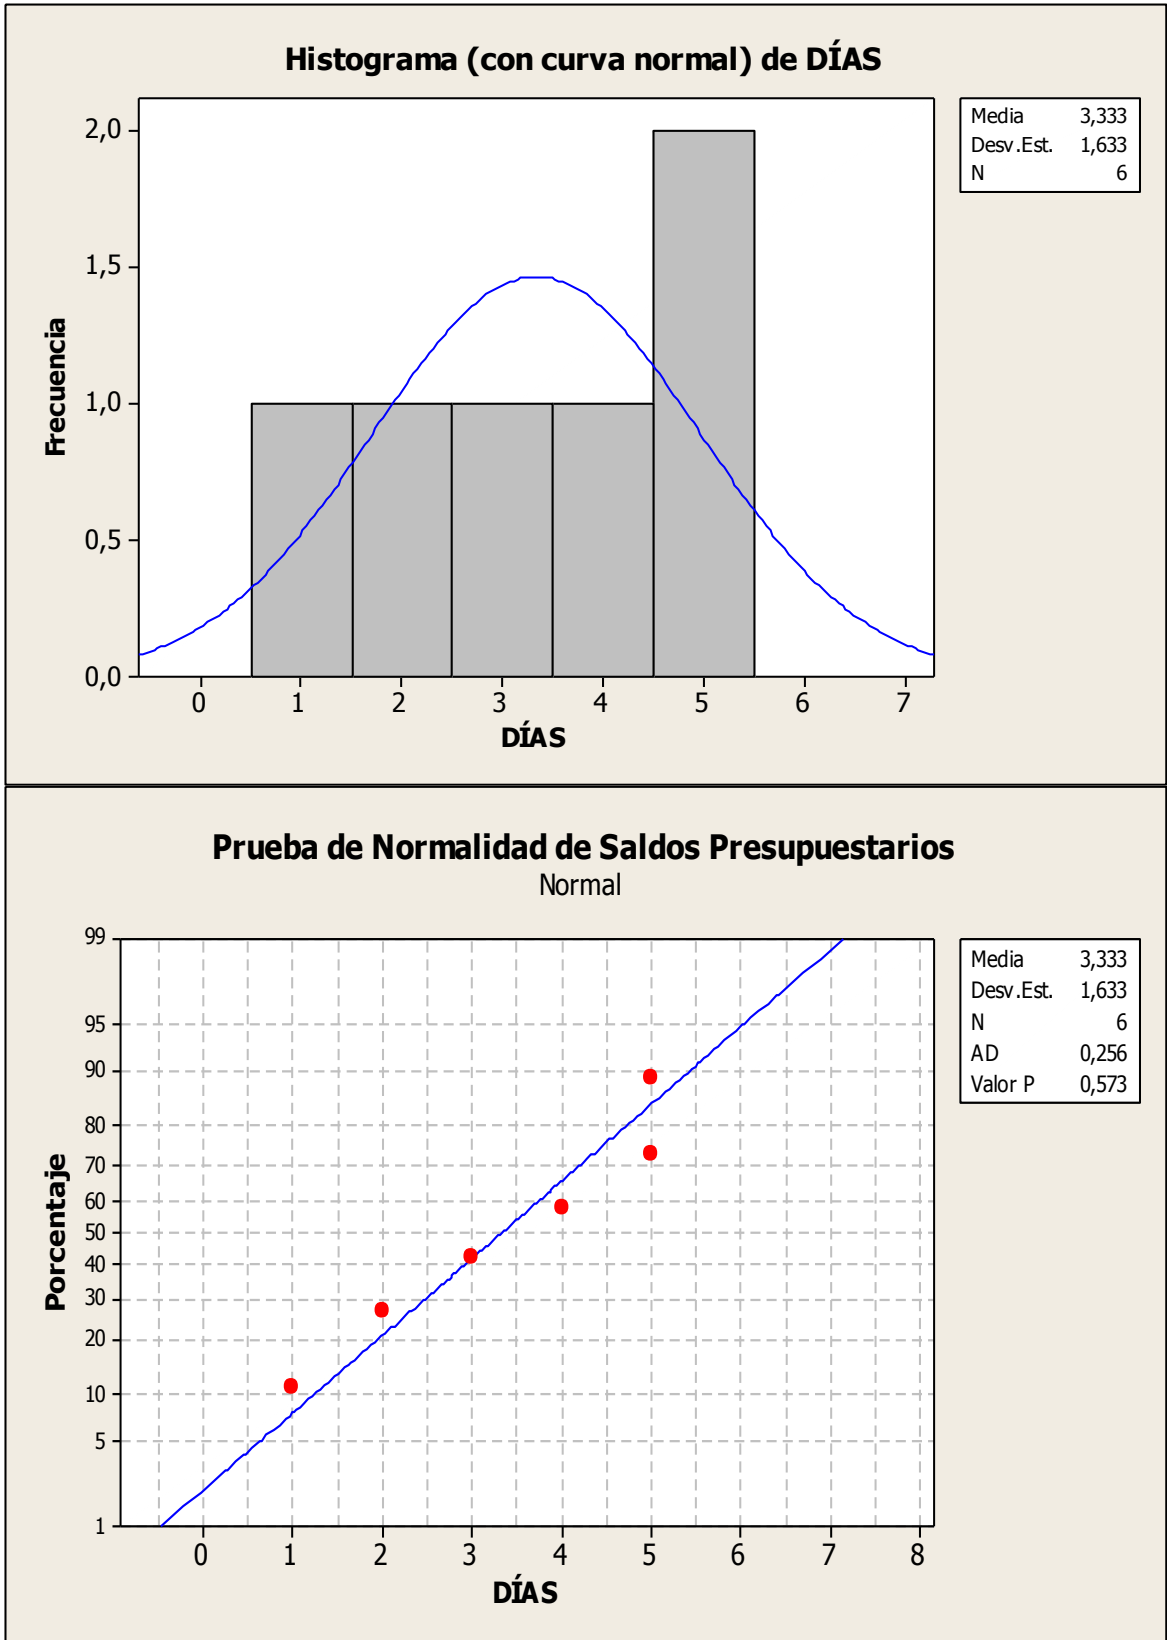 Histograma (con curva normal) de DÍAS
Media 3,333
Desv.Est. 1,633
N 6
2,0
1,5
1,0
0,5
0,0
Frecuencia
0 1 2 3 4 5 6 7
DÍAS
Prueba de Normalidad de Saldos Presupuestarios
Normal
Media 3,333
Desv.Est. 1,633
N 6
AD 0,256
Valor P 0,573
99
95
90
80
70
60
50
40
30
20
10
5
1
Porcentaje
0 1 2 3 4 5 6 7 8
DÍAS